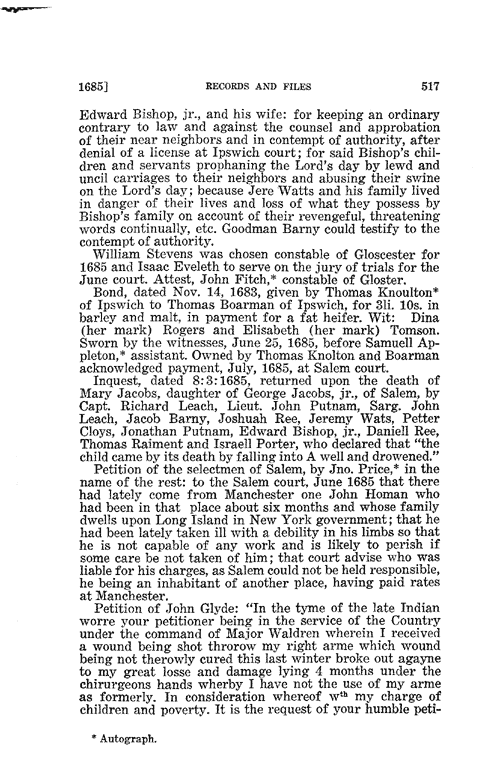 1685] RECORDS AND FILES 517
Edward Bishop, jr., and his wife: for keeping an ordinary
contrary to law and against the counsel and approbation
of their near neighbors and in contempt of authority, after
denial of a license at Ipswich court; for said Bishop's chil-
dren and servants prophaning the Lord's day by lewd and
uncil carriages to their neighbors and abusing their swine
on the Lord's day; because Jere Watts and his family lived
in danger of their lives and loss of what they possess by
Bishop's family on account of their revengeful, threatening
words continually, etc. Goodman Barny could testify to the
contempt of authority.
William Stevens was chosen constable of Gloscester for
1685 and Isaac Eveleth to serve on the jury of trials for the
June court. Attest, John Fitch,* constable of Gloster.
Bond, dated Nov. 14, 1683, given by Thomas Knoulton*
of Ipswich to Thomas Boarman of Ipswich, for 3li. 10s. in
barley and malt, in payment for a fat heifer. Wit: Dina
(her mark) Rogers and Elisabeth (her mark) Tomson.
Sworn by the witnesses, June 25, 1685, before Samuell Ap-
pleton,* assistant. Owned by Thomas Knolton and Boarman
acknowledged payment, July, 1685, at Salem court.
Inquest, dated 8:3:1685, returned upon the death of
Mary Jacobs, daughter of George Jacobs, jr., of Salem, by
Capt. Richard Leach, Lieut. John Putnam, Sarg. John
Leach, Jacob Barny, Joshuah Ree, Jeremy Wats, Petter
Cloys, Jonathan Putnam, Edward Bishop, jr., Daniell Ree,
Thomas Raiment and Israell Porter, who declared that "the
child came by its death by falling into A well and drowened."
Petition of the selectmen of Salem, by Jno. Price,* in the
name of the rest: to the Salem court, June 1685 that there
had lately come from Manchester one John Homan who
had been in that place about six months and whose family
dwells upon Long Island in New York government; that he
had been lately taken ill with a debility in his limbs so that
he is not capable of any work and is likely to perish if
some care be not taken of him; that court advise who was
liable for his charges, as Salem could not be held responsible,
he being an inhabitant of another place, having paid rates
at Manchester.
Petition of John Glyde: "In the tyme of the late Indian
worre your petitioner being in the service of the Country
under the command of Major Waldren wherein I received
a wound being shot throrow my right arme which wound
being not therowly cured this last winter broke out agayne
to my great losse and damage lying 4 months under the
chirurgeons hands wherby I have not the use of my arme
as formerly. In consideration whereof wth my charge of
children and poverty. It is the request of your humble peti-
* Autograph.